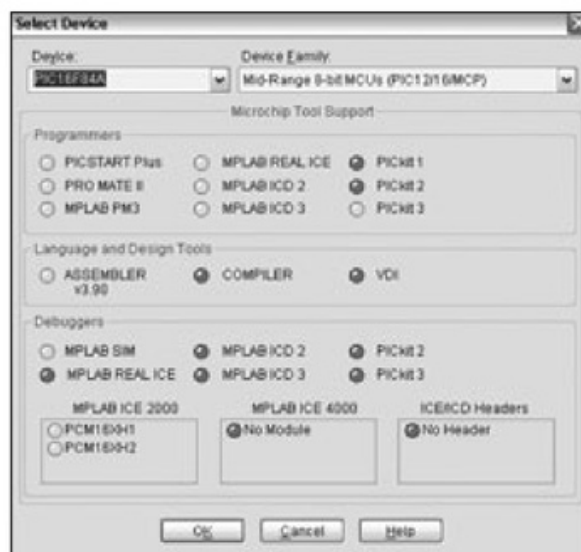 Select Device
Device:
Device Family:
PIC16F84A
Mid-Range 8-bit MCUs (PIC12/16/MCP)
Microchip Tool Support
Programmers
PICSTART Plus
MPLAB REAL ICE
PICkit 1
PRO MATE II
MPLAB ICD 2
PICkit 2
MPLAB PM3
MPLAB ICD 3
PICkit 3
Language and Design Tools
ASSEMBLER
COMPILER
VDI
v3.90
Debuggers
MPLAB SIM
MPLAB ICD 2
PICkit 2
MPLAB REAL ICE
MPLAB ICD 3
PICkit 3
MPLAB ICE 2000
MPLAB ICE 4000
ICE/ICD Headers
PCM16XH1
No Module
No Header
PCM16XH2
OK
Cancel
Help